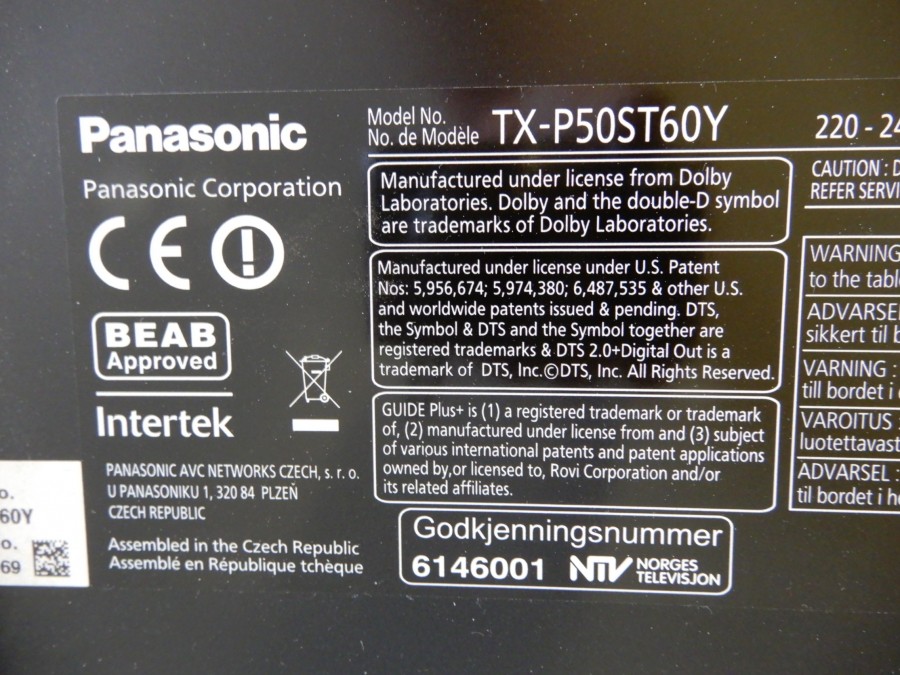 Panasonic
Panasonic Corporation
CE
BEAB
Approved
Intertek
PANASONIC AVC NETWORKS CZECH, s. r. o.
U PANASONIKU 1, 320 84 PLZEŇ
CZECH REPUBLIC
Assembled in the Czech Republic
Assemblé en République tchèque
Model No.
No. de Modèle
TX-P50ST60Y
Manufactured under license from Dolby
Laboratories. Dolby and the double-D symbol
are trademarks of Dolby Laboratories.
Manufactured under license under U.S. Patent
Nos: 5,956,674; 5,974,380; 6,487,535 & other U.S.
and worldwide patents issued & pending. DTS,
the Symbol & DTS and the Symbol together are
registered trademarks & DTS 2.0+Digital Out is a
trademark of DTS, Inc.©DTS, Inc. All Rights Reserved.
GUIDE Plus+ is (1) a registered trademark or trademark
of, (2) manufactured under license from and (3) subject
of various international patents and patent applications
owned by,or licensed to, Rovi Corporation and/or
its related affiliates.
Godkjenningsnummer
6146001 NTV NORGES
TELEVISJON
220 - 24
CAUTION : D
REFER SERVI
WARNING
to the tabl
ADVARSEL
sikkert til b
VARNING :
till bordet i
VAROITUS :
luotettavast
ADVARSEL :
til bordet i h
o.
60Y
o.
69